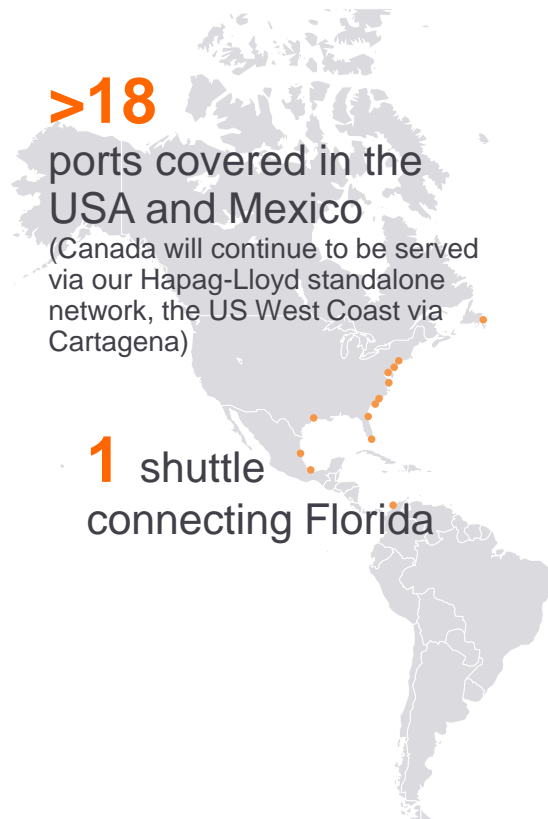 >18
ports covered in the
USA and Mexico
(Canada will continue to be served
via our Hapag-Lloyd standalone
network, the US West Coast via
Cartagena)
1 shuttle
connecting Florida